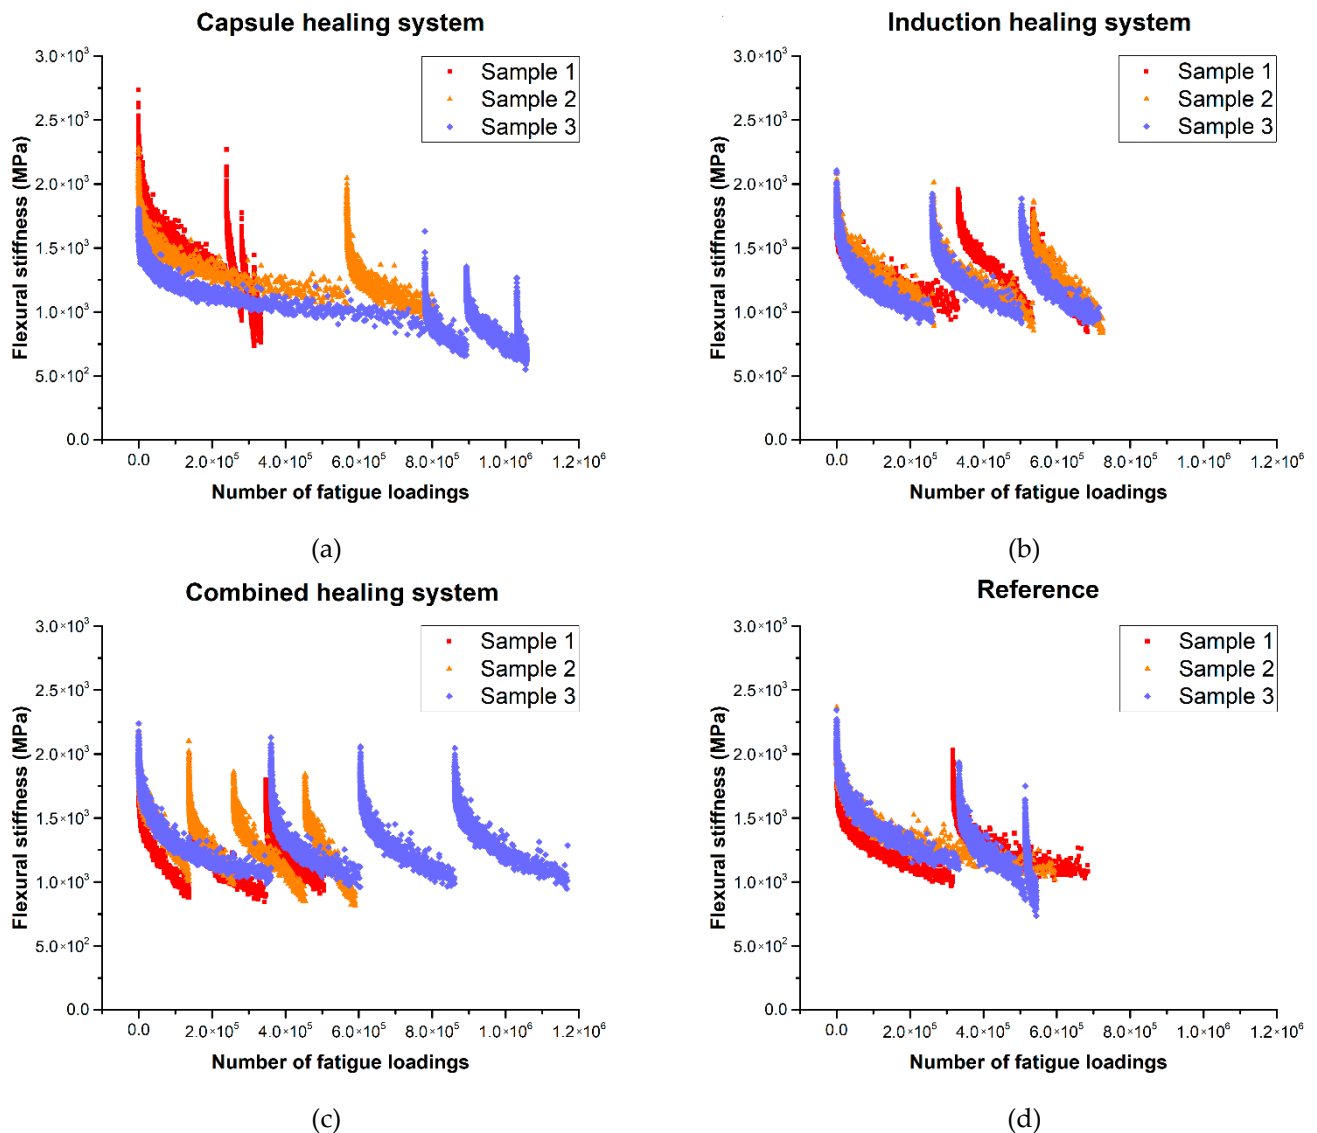 Capsule healing system
Sample 1
Sample 2
Sample 3
3.0×10³
2.5×10³
2.0×10³
1.5×10³
1.0×10³
5.0×10²
0.0
Flexural stiffness (MPa)
0.0 2.0×10⁵ 4.0×10⁵ 6.0×10⁵ 8.0×10⁵ 1.0×10⁶ 1.2×10⁶
Number of fatigue loadings
(a)
Induction healing system
Sample 1
Sample 2
Sample 3
3.0×10³
2.5×10³
2.0×10³
1.5×10³
1.0×10³
5.0×10²
0.0
Flexural stiffness (MPa)
0.0 2.0×10⁵ 4.0×10⁵ 6.0×10⁵ 8.0×10⁵ 1.0×10⁶ 1.2×10⁶
Number of fatigue loadings
(b)
Combined healing system
Sample 1
Sample 2
Sample 3
3.0×10³
2.5×10³
2.0×10³
1.5×10³
1.0×10³
5.0×10²
0.0
Flexural stiffness (MPa)
0.0 2.0×10⁵ 4.0×10⁵ 6.0×10⁵ 8.0×10⁵ 1.0×10⁶ 1.2×10⁶
Number of fatigue loadings
(c)
Reference
Sample 1
Sample 2
Sample 3
3.0×10³
2.5×10³
2.0×10³
1.5×10³
1.0×10³
5.0×10²
0.0
Flexural stiffness (MPa)
0.0 2.0×10⁵ 4.0×10⁵ 6.0×10⁵ 8.0×10⁵ 1.0×10⁶ 1.2×10⁶
Number of fatigue loadings
(d)